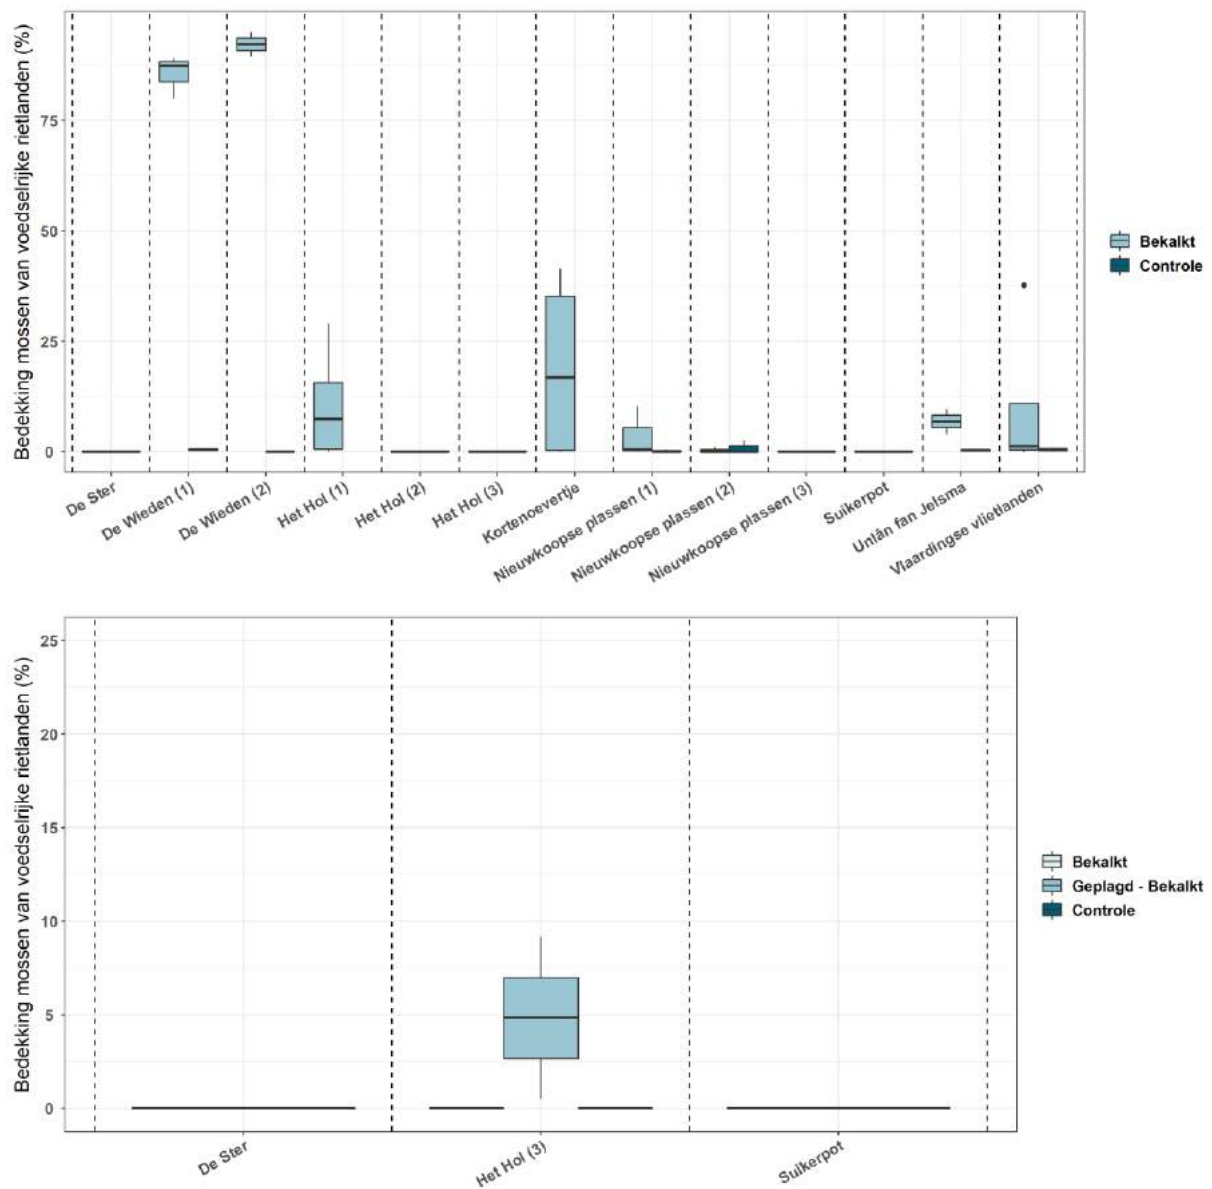 Bedekking mossen van voedselrijke rietlanden (%)
75
50
25
0
De Ster
De Wieden (1)
De Wieden (2)
Het Hol (1)
Het Hol (2)
Het Hol (3)
Kortenoevertje
Nieuwkoopse plassen (1)
Nieuwkoopse plassen (2)
Nieuwkoopse plassen (3)
Suikerpot
Unlân fan Jelsma
Vlaardingse vlietlanden
Bekalkt
Controle
Bedekking mossen van voedselrijke rietlanden (%)
25
20
15
10
5
0
De Ster
Het Hol (3)
Suikerpot
Bekalkt
Geplagd - Bekalkt
Controle